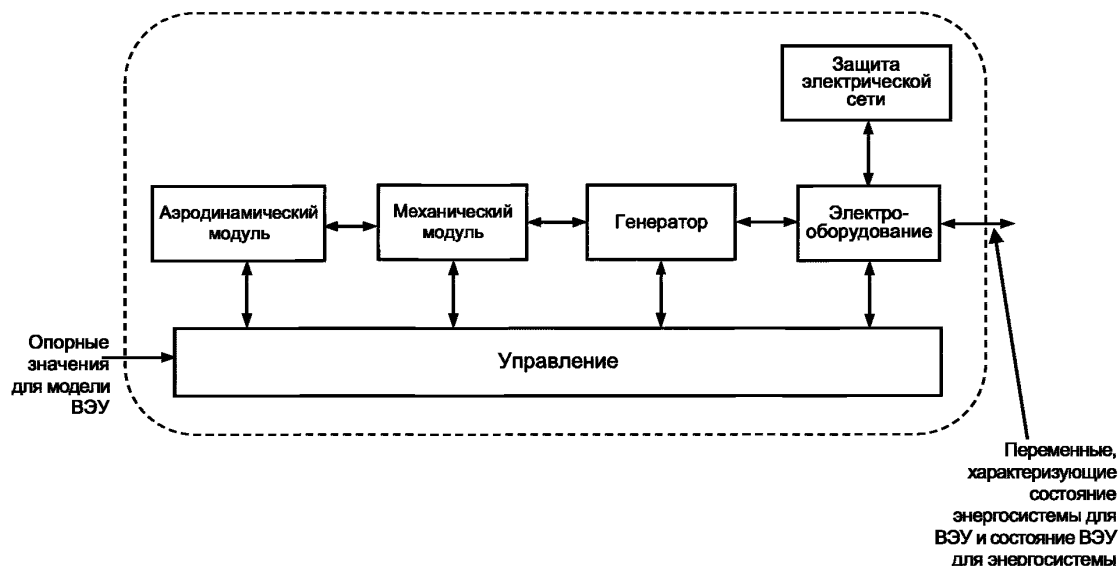 Защита
электрической
сети
Аэродинамический
модуль
Механический
модуль
Генератор
Электро-
оборудование
Опорные
значения
для модели
ВЭУ
Управление
Переменные,
характеризующие
состояние
энергосистемы для
ВЭУ и состояние ВЭУ
для энергосистемы